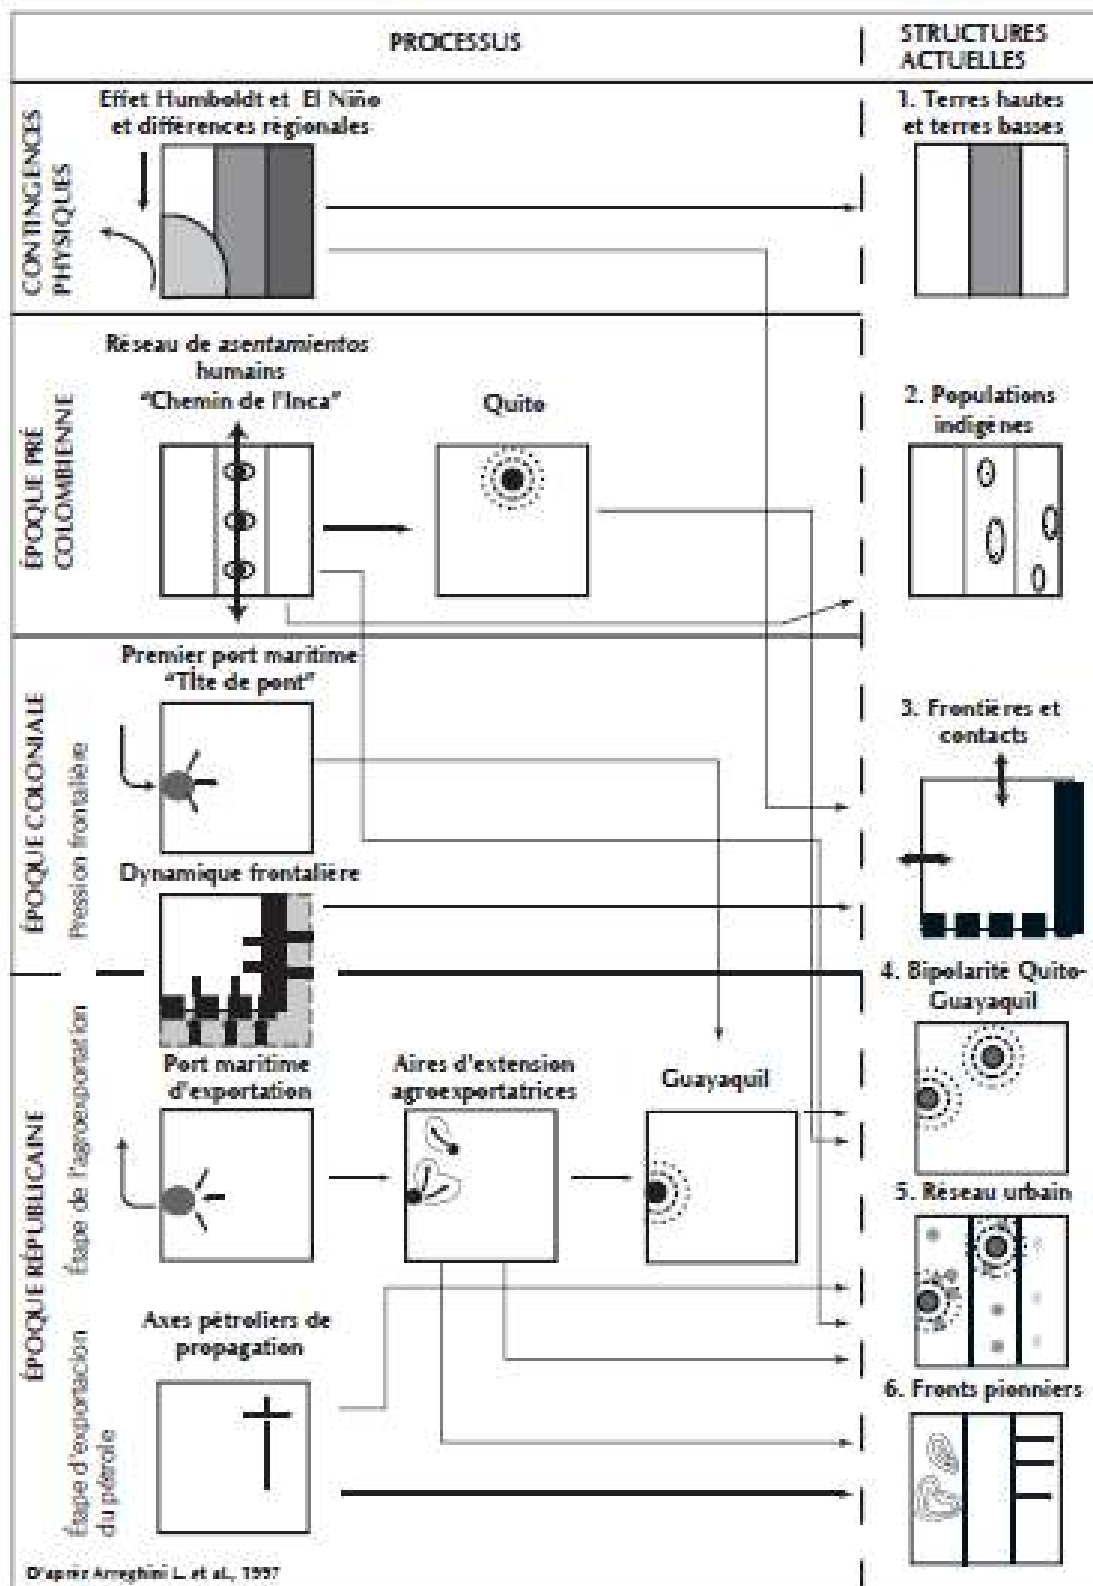 PROCESSUS
STRUCTURES
ACTUELLES
CONTINGENCES
PHYSIQUES
Effet Humboldt et El Niño
et différences régionales
1. Terres hautes
et terres basses
ÉPOQUE PRÉ
COLOMBIENNE
Réseau de asentamientos
humains
"Chemin de l'Inca"
Quito
2. Populations
indigènes
ÉPOQUE COLONIALE
Pression frontalière
Premier port maritime
"Tîte de pont"
3. Frontières et
contacts
Dynamique frontalière
4. Bipolarité Quito-
Guayaquil
ÉPOQUE RÉPUBLICAINE
Étape de l'agroexportation
Port maritime
d'exportation
Aires d'extension
agroexportatrices
Guayaquil
5. Réseau urbain
Étape d'exportacion
du pétrole
Axes pétroliers de
propagation
6. Fronts pionniers
D'après Arreghini L. et al., 1997